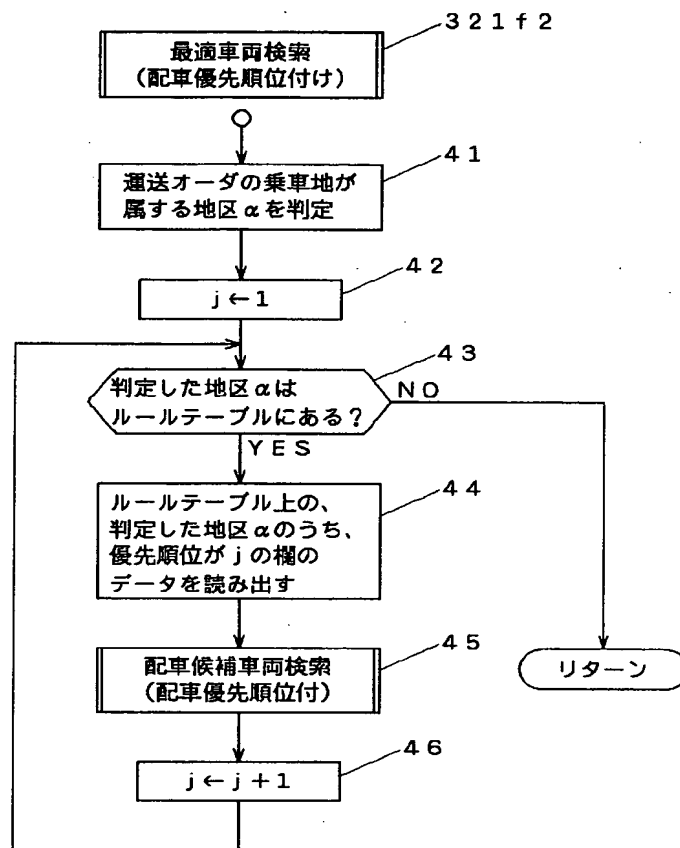 321f2
最適車両検索
(配車優先順位付け)
41
運送オーダの乗車地が
属する地区αを判定
42
j←1
43
判定した地区αは
ルールテーブルにある?
NO
YES
44
ルールテーブル上の、
判定した地区αのうち、
優先順位がjの欄の
データを読み出す
45
配車候補車両検索
(配車優先順位付)
リターン
46
j←j+1